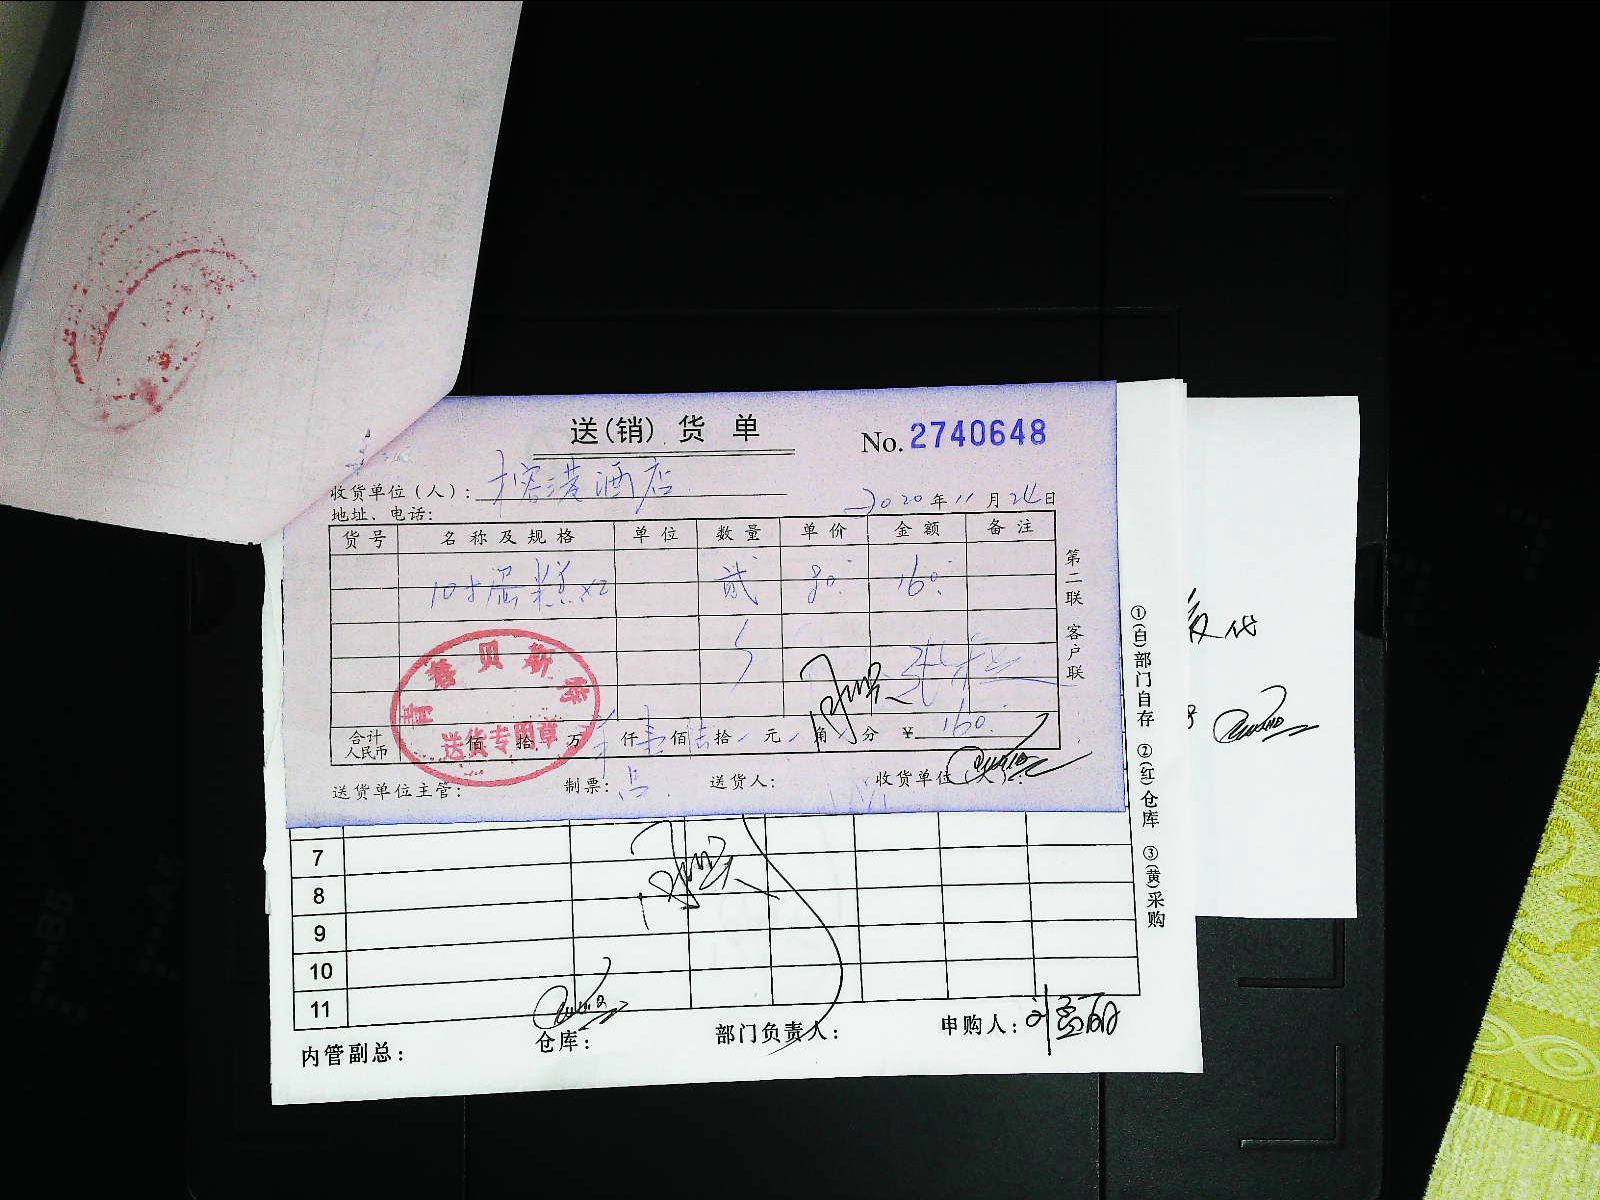 送(销) 货 单
No. 2740648
收货单位（人）：榕港酒店
2020年11月24日
地址、电话：
货号 名称及规格 单位 数量 单价 金额 备注
10寸蛋糕x2 贰 80 160
合计人民币 佰 拾 万 仟壹佰陆拾 元 角 分 ¥ 160
送货专用章
送货单位主管： 制票： 送货人： 收货单位（人）：
第二联 客户联
①(白)部门自存 ②(红)仓库 ③(黄)采购
7
8
9
10
11
内管副总： 仓库： 部门负责人： 申购人：